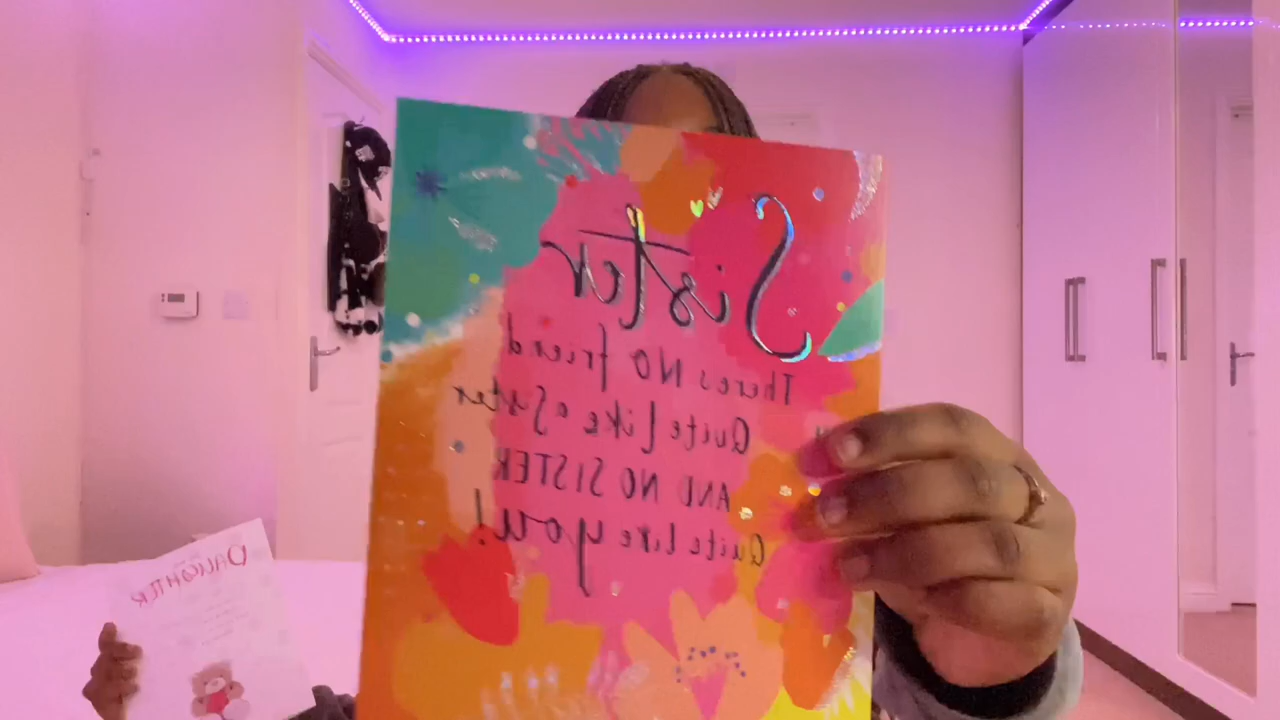 Sister
There's NO friend
Quite Like a Sister
AND NO SISTER
Quite like you!
DAUGHTER